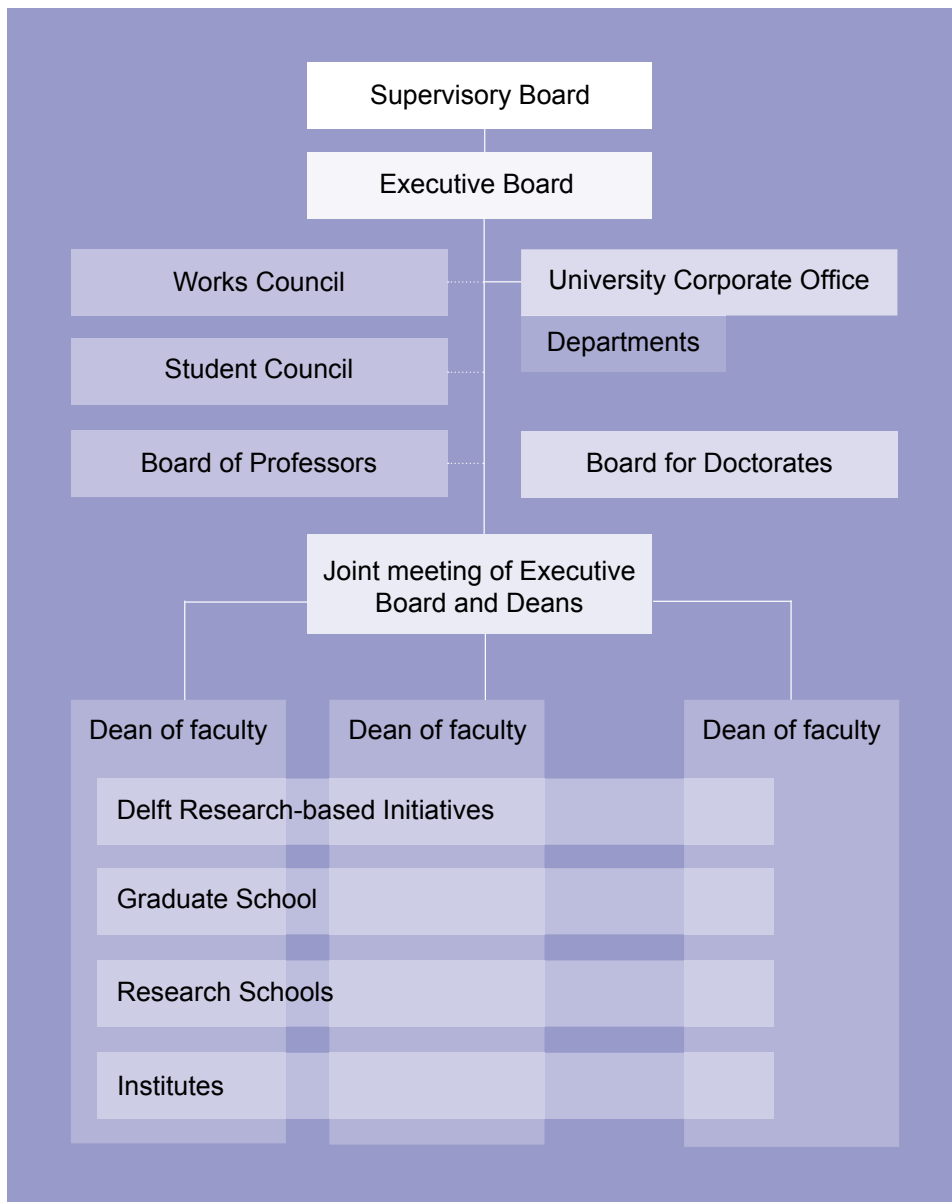 Supervisory Board
Executive Board
Works Council
University Corporate Office
Departments
Student Council
Board of Professors
Board for Doctorates
Joint meeting of Executive
Board and Deans
Dean of faculty
Dean of faculty
Dean of faculty
Delft Research-based Initiatives
Graduate School
Research Schools
Institutes